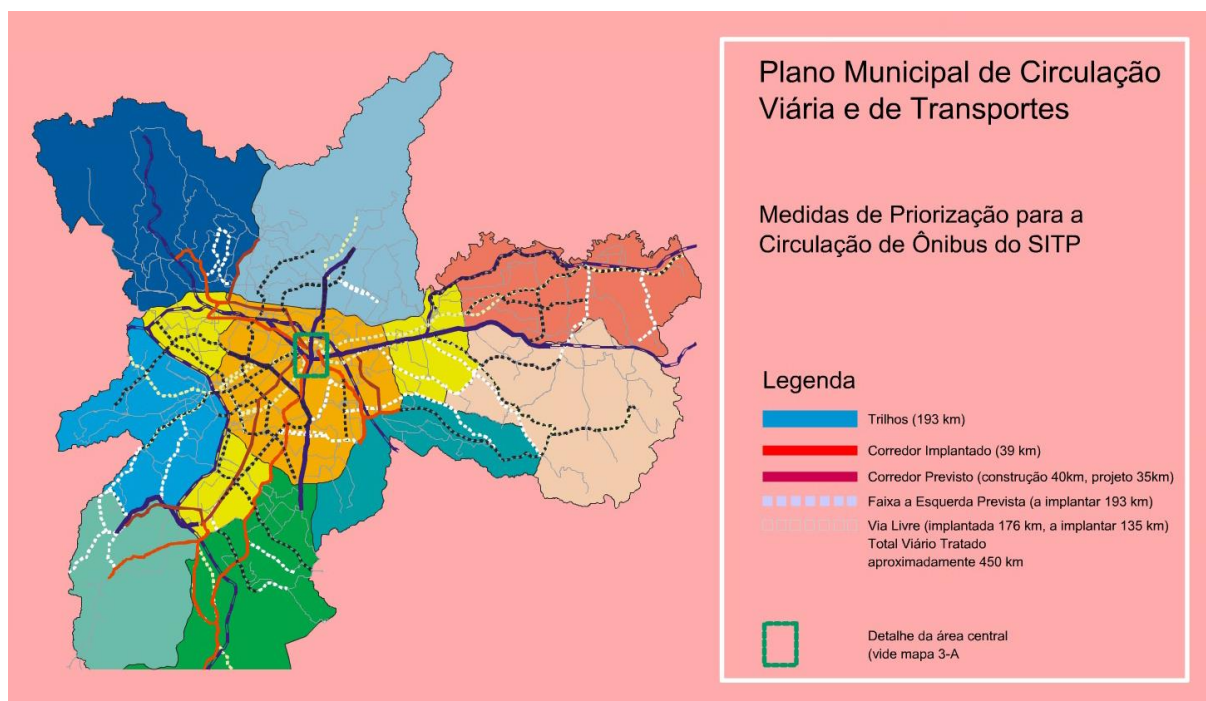 Plano Municipal de Circulação
Viária e de Transportes
Medidas de Priorização para a
Circulação de Ônibus do SITP
Legenda
Trilhos (193 km)
Corredor Implantado (39 km)
Corredor Previsto (construção 40km, projeto 35km)
Faixa a Esquerda Prevista (a implantar 193 km)
Via Livre (implantada 176 km, a implantar 135 km)
Total Viário Tratado
aproximadamente 450 km
Detalhe da área central
(vide mapa 3-A